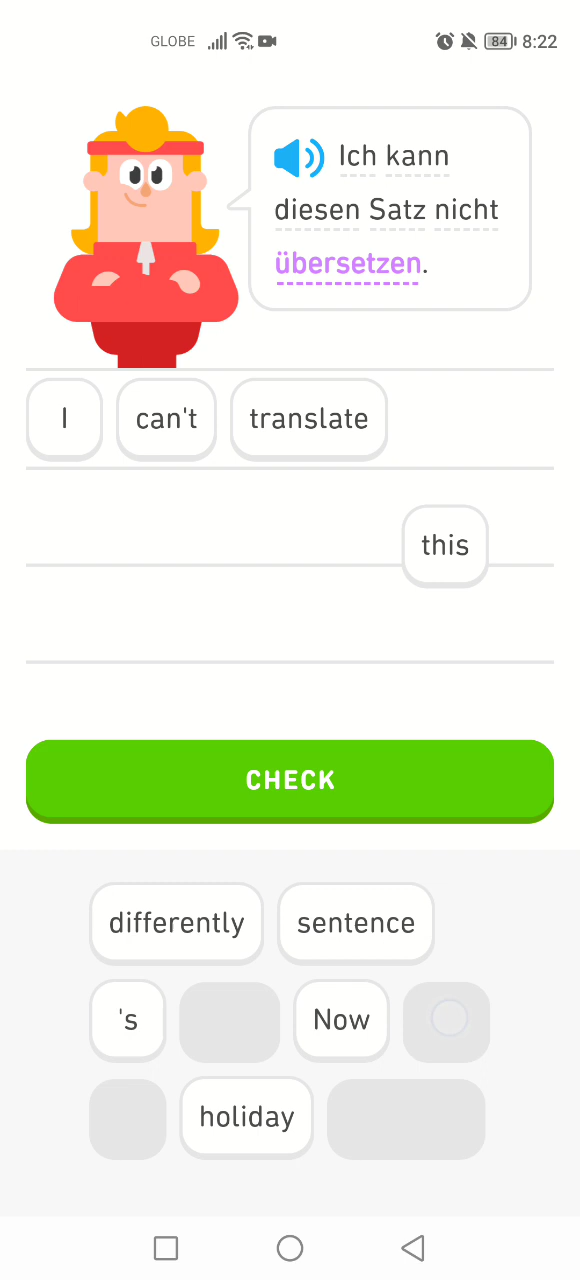 GLOBE 84 8:22
Ich kann
diesen Satz nicht
übersetzen.
I can't translate
this
CHECK
differently sentence
's Now
holiday